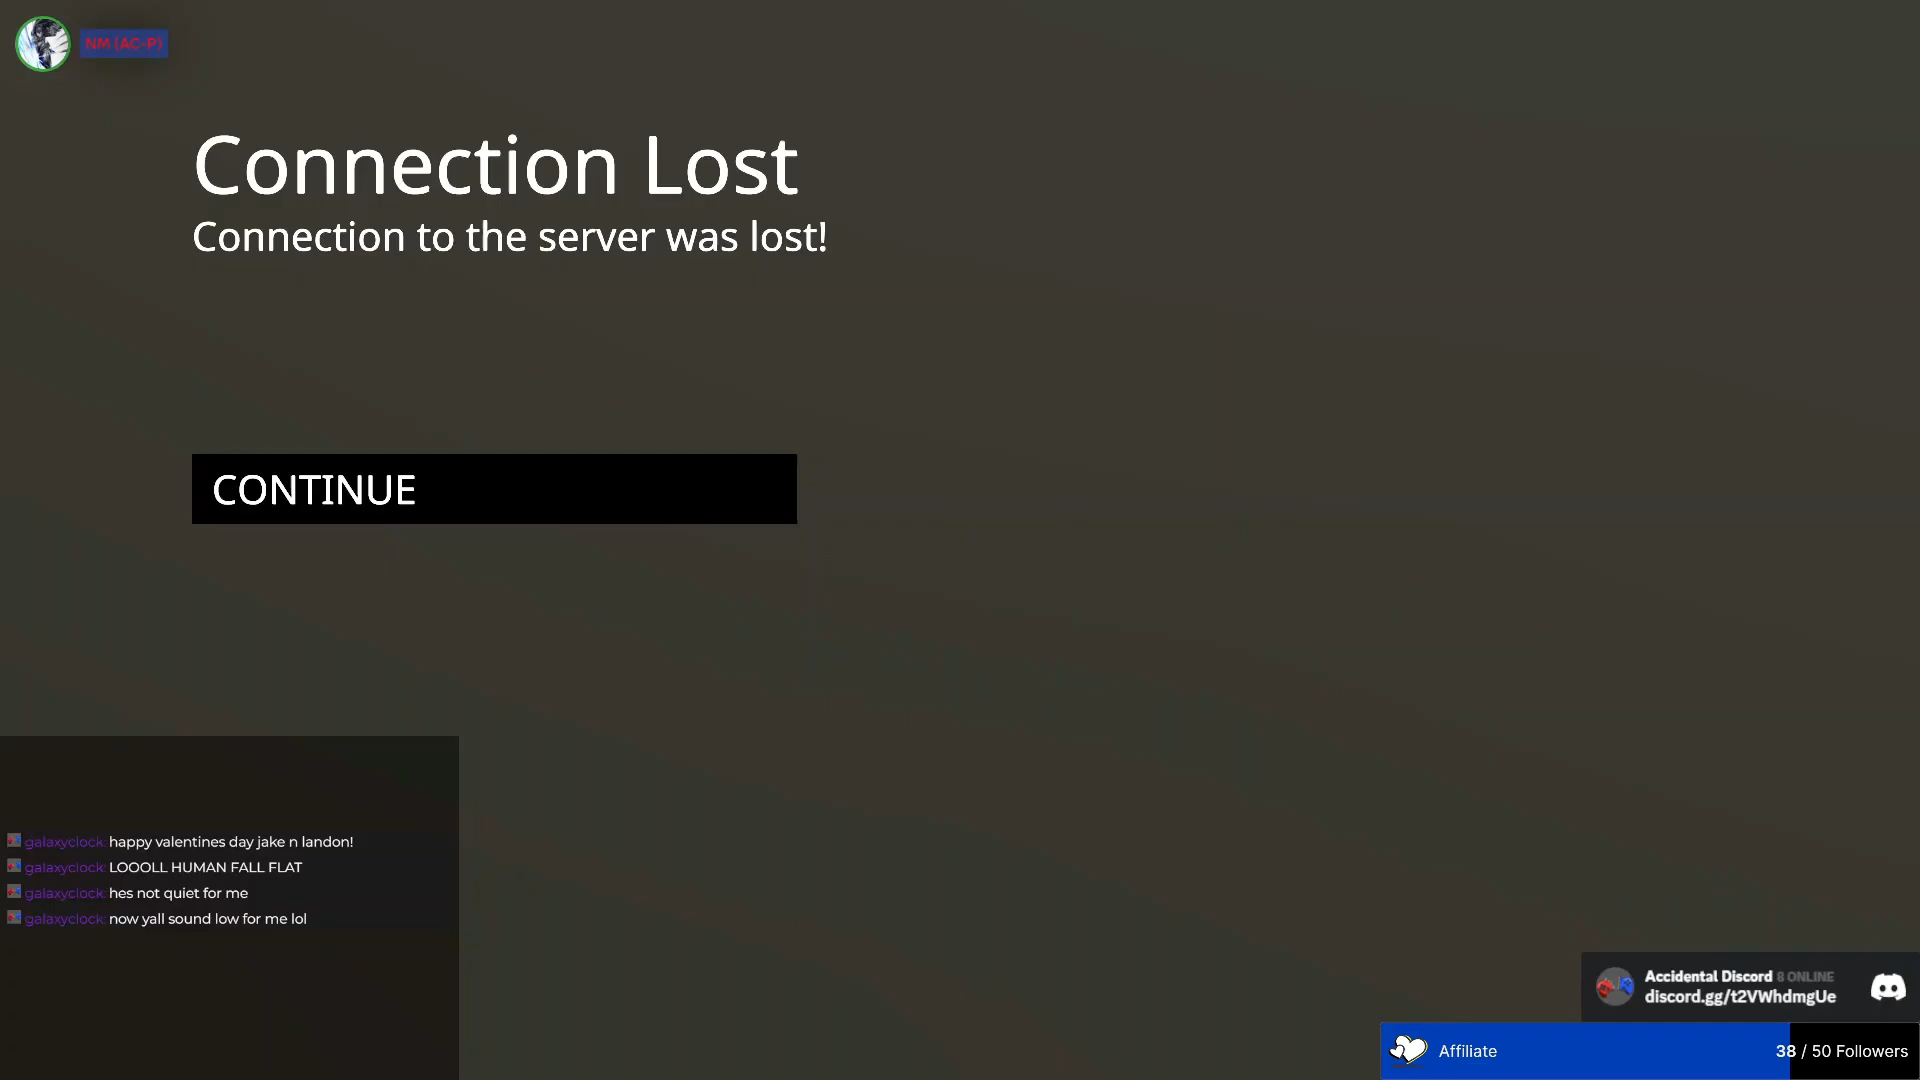 NM (AC-P)
Connection Lost
Connection to the server was lost!
CONTINUE
galaxyclock: happy valentines day jake n landon!
galaxyclock: LOOOLL HUMAN FALL FLAT
galaxyclock: hes not quiet for me
galaxyclock: now yall sound low for me lol
Accidental Discord 8 ONLINE
discord.gg/t2VWhdmgUe
Affiliate 38 / 50 Followers